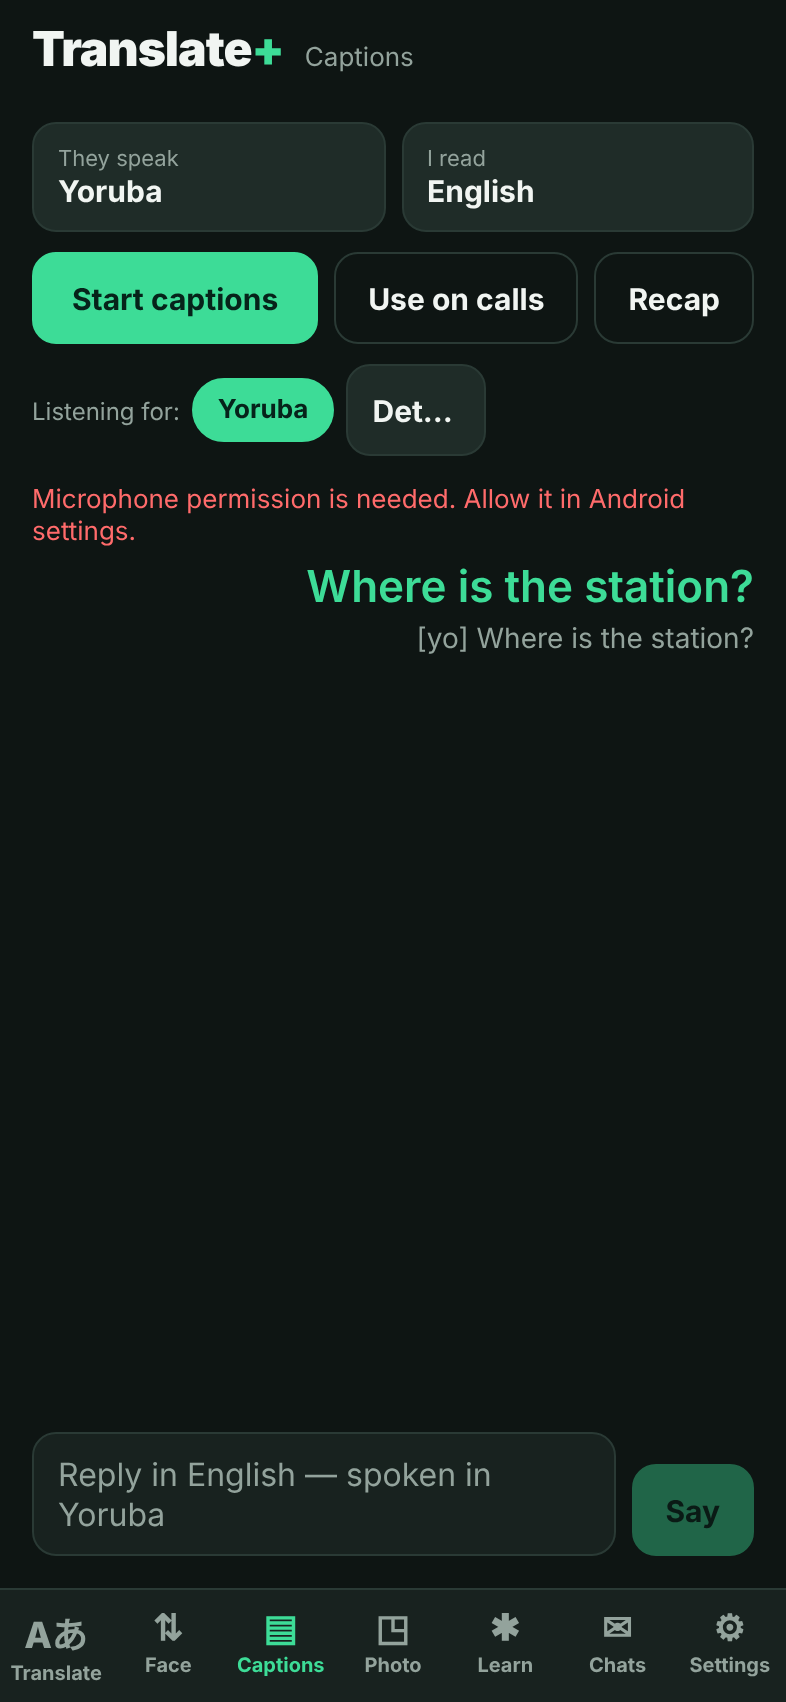 Translate+ Captions
They speak
Yoruba
I read
English
Start captions
Use on calls
Recap
Listening for:
Yoruba
Det...
Microphone permission is needed. Allow it in Android
settings.
Where is the station?
[yo] Where is the station?
Reply in English — spoken in
Yoruba
Say
Aあ
Translate
Face
Captions
Photo
Learn
Chats
Settings